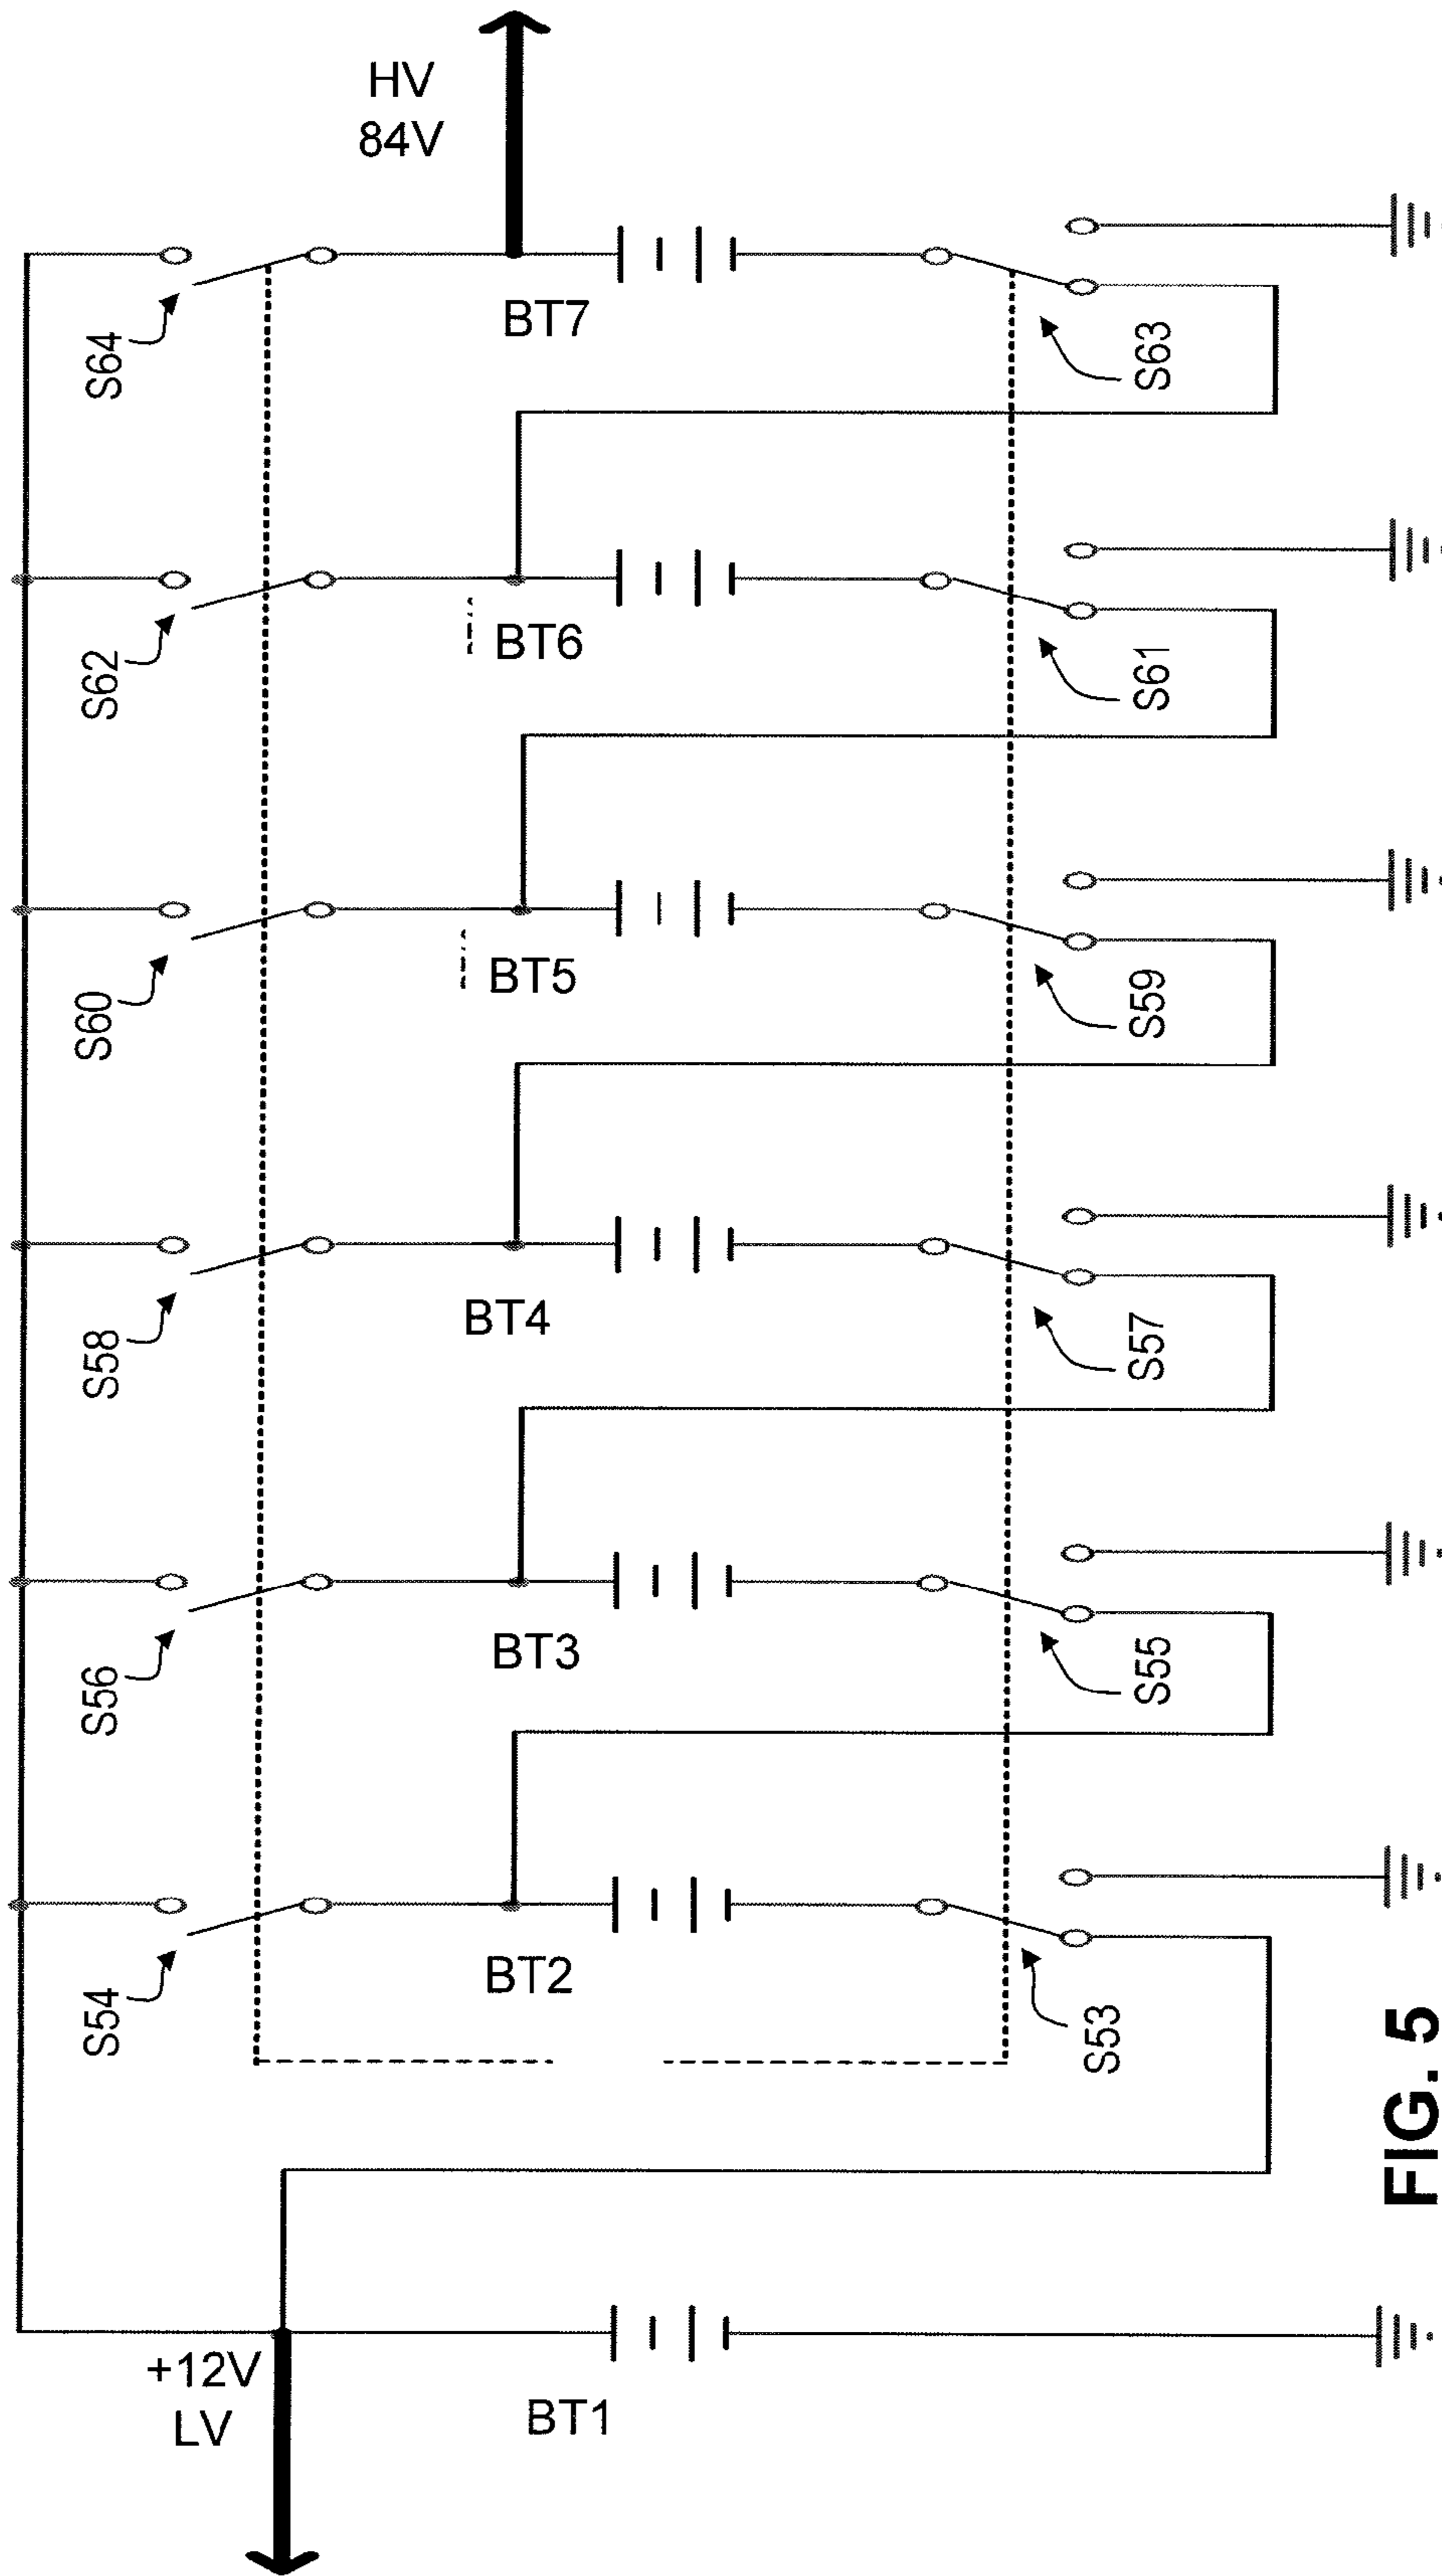 HV
84V
S64
BT7
S63
S62
BT6
S61
S60
BT5
S59
S58
BT4
S57
S56
BT3
S55
S54
BT2
S53
+12V
LV
BT1
FIG. 5